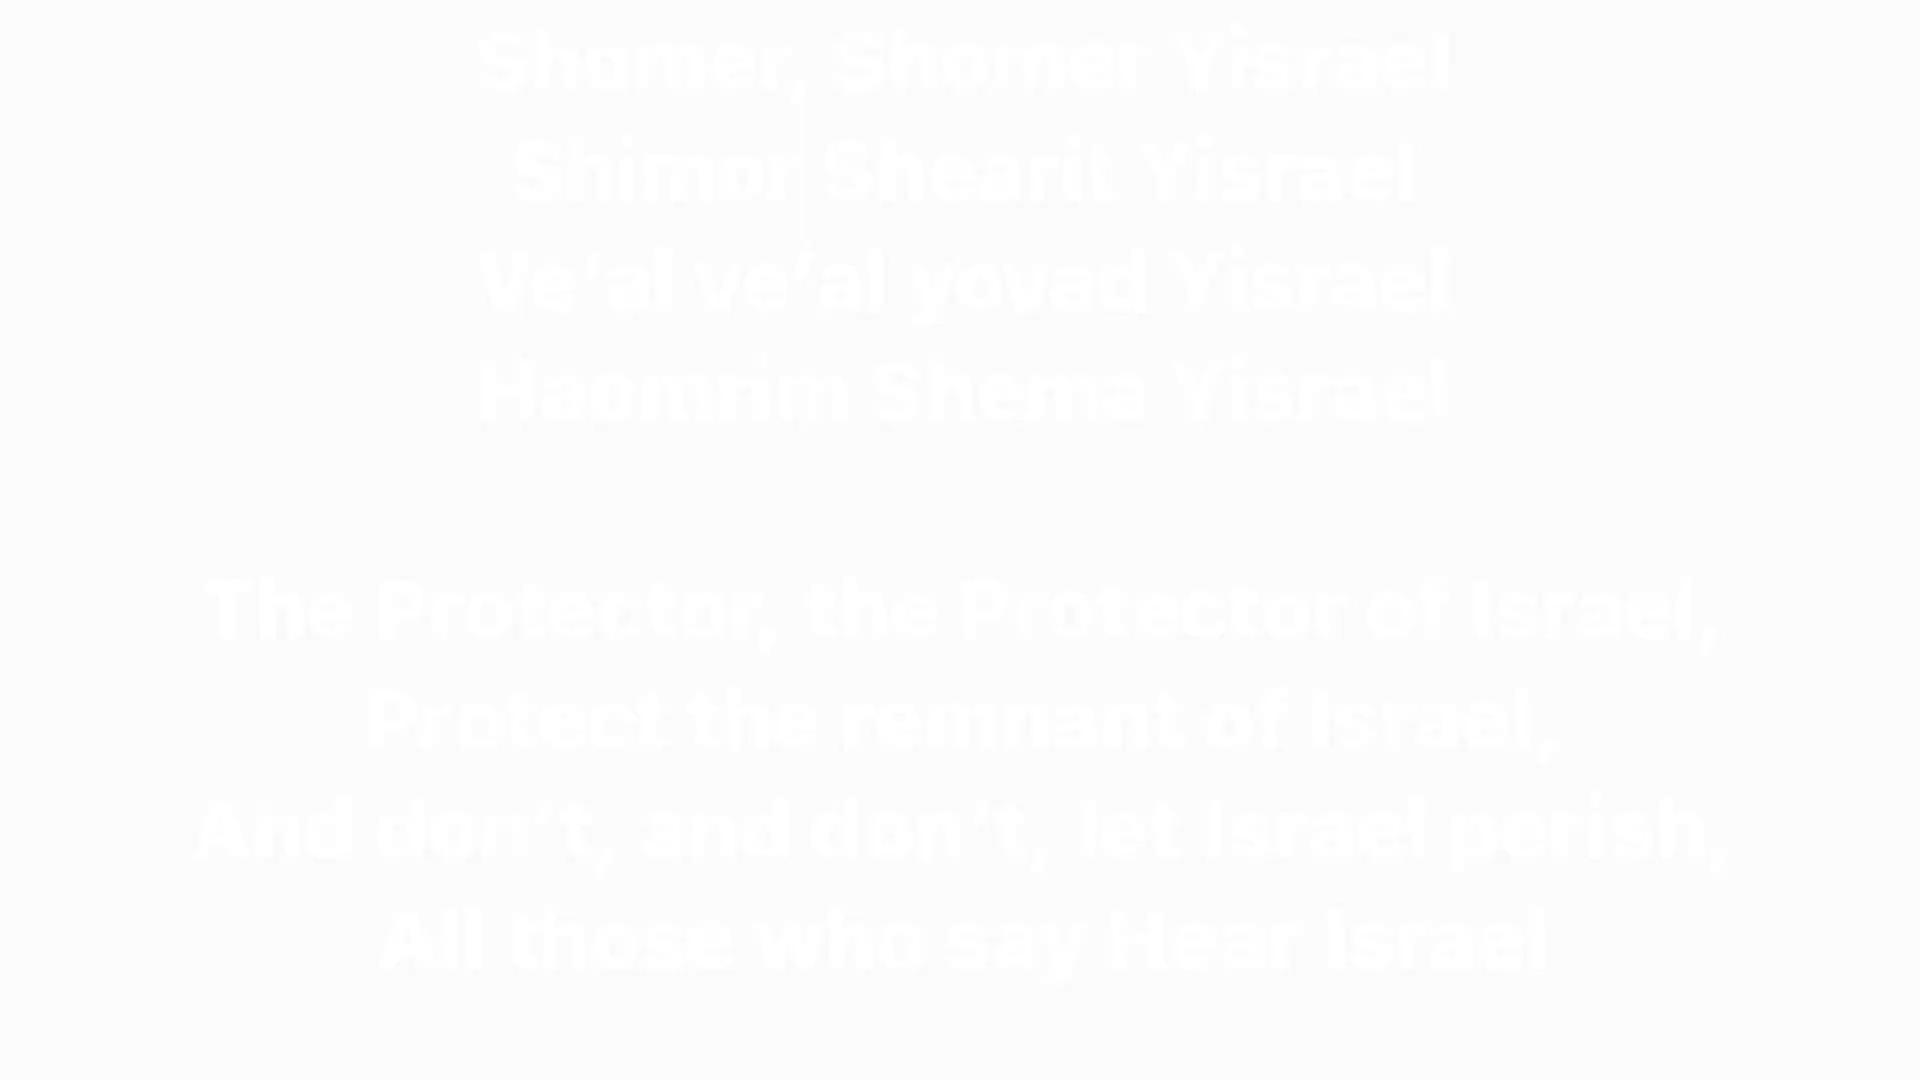 Shomer, Shomer Yisrael
Shimor Shearit Yisrael
Ve'al ve'al yovad Yisrael
Haomrim Shema Yisrael
The Protector, the Protector of Israel,
Protect the remnant of Israel,
And don't, and don't, let Israel perish,
All those who say Hear Israel